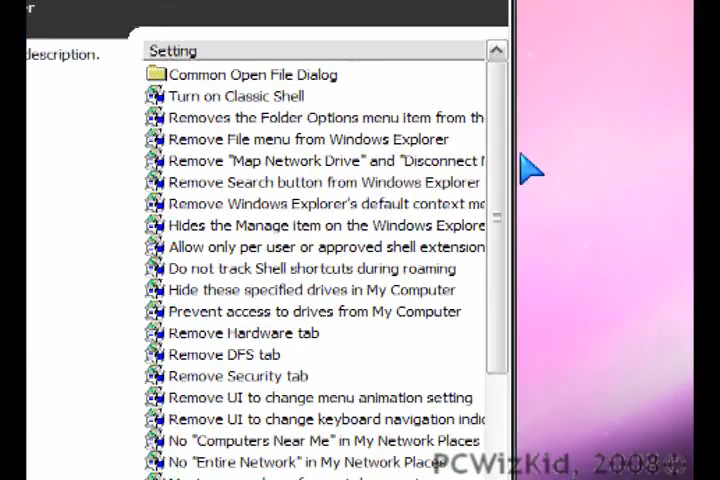 er
description.
Setting
Common Open File Dialog
Turn on Classic Shell
Removes the Folder Options menu item from th
Remove File menu from Windows Explorer
Remove "Map Network Drive" and "Disconnect N
Remove Search button from Windows Explorer
Remove Windows Explorer's default context me
Hides the Manage item on the Windows Explore
Allow only per user or approved shell extension
Do not track Shell shortcuts during roaming
Hide these specified drives in My Computer
Prevent access to drives from My Computer
Remove Hardware tab
Remove DFS tab
Remove Security tab
Remove UI to change menu animation setting
Remove UI to change keyboard navigation indic
No "Computers Near Me" in My Network Places
No "Entire Network" in My Network Places
PCWizKid, 2008©